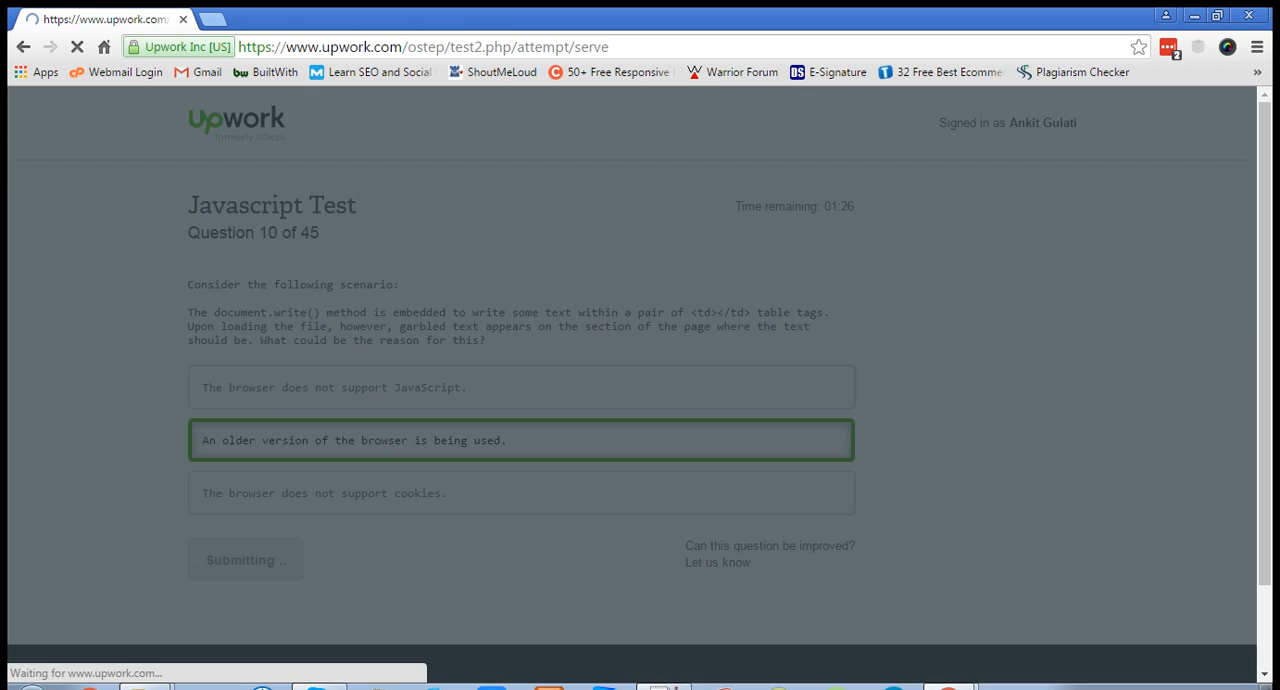 https://www.upwork.com/
Upwork Inc [US] https://www.upwork.com/ostep/test2.php/attempt/serve
2
Apps Webmail Login Gmail bw BuiltWith Learn SEO and Social ShoutMeLoud 50+ Free Responsive Warrior Forum DS E-Signature 32 Free Best Ecomme Plagiarism Checker »
upwork
formerly oDesk
Signed in as Ankit Gulati
Javascript Test
Time remaining: 01:26
Question 10 of 45
Consider the following scenario:
The document.write() method is embedded to write some text within a pair of <td></td> table tags.
Upon loading the file, however, garbled text appears on the section of the page where the text
should be. What could be the reason for this?
The browser does not support JavaScript.
An older version of the browser is being used.
The browser does not support cookies.
Submitting ..
Can this question be improved?
Let us know
Waiting for www.upwork.com...